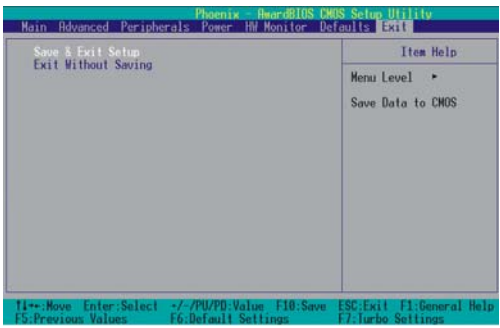 Phoenix - AwardBIOS CMOS Setup Utility
Main Advanced Peripherals Power HW Monitor Defaults Exit
Save & Exit Setup
Exit Without Saving
Item Help
Menu Level ▸
Save Data to CMOS
↑↓→←:Move Enter:Select +/-/PU/PD:Value F10:Save ESC:Exit F1:General Help
F5:Previous Values F6:Default Settings F7:Turbo Settings